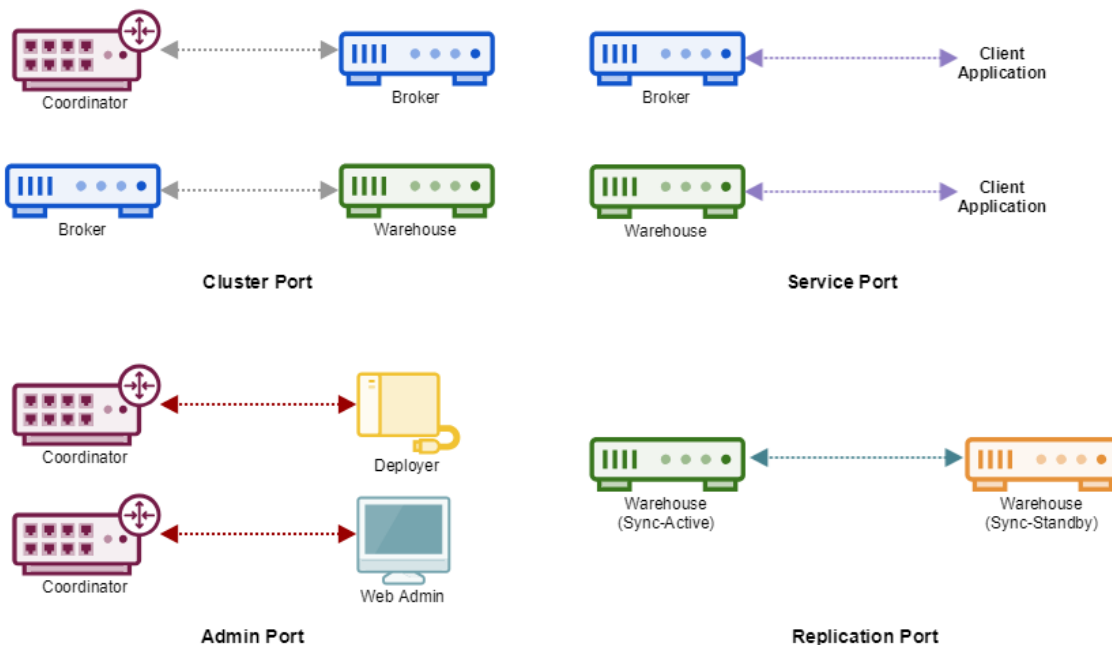 Coordinator
Broker
Broker
Client
Application
Broker
Warehouse
Warehouse
Client
Application
Cluster Port
Service Port
Coordinator
Deployer
Coordinator
Web Admin
Warehouse
(Sync-Active)
Warehouse
(Sync-Standby)
Admin Port
Replication Port